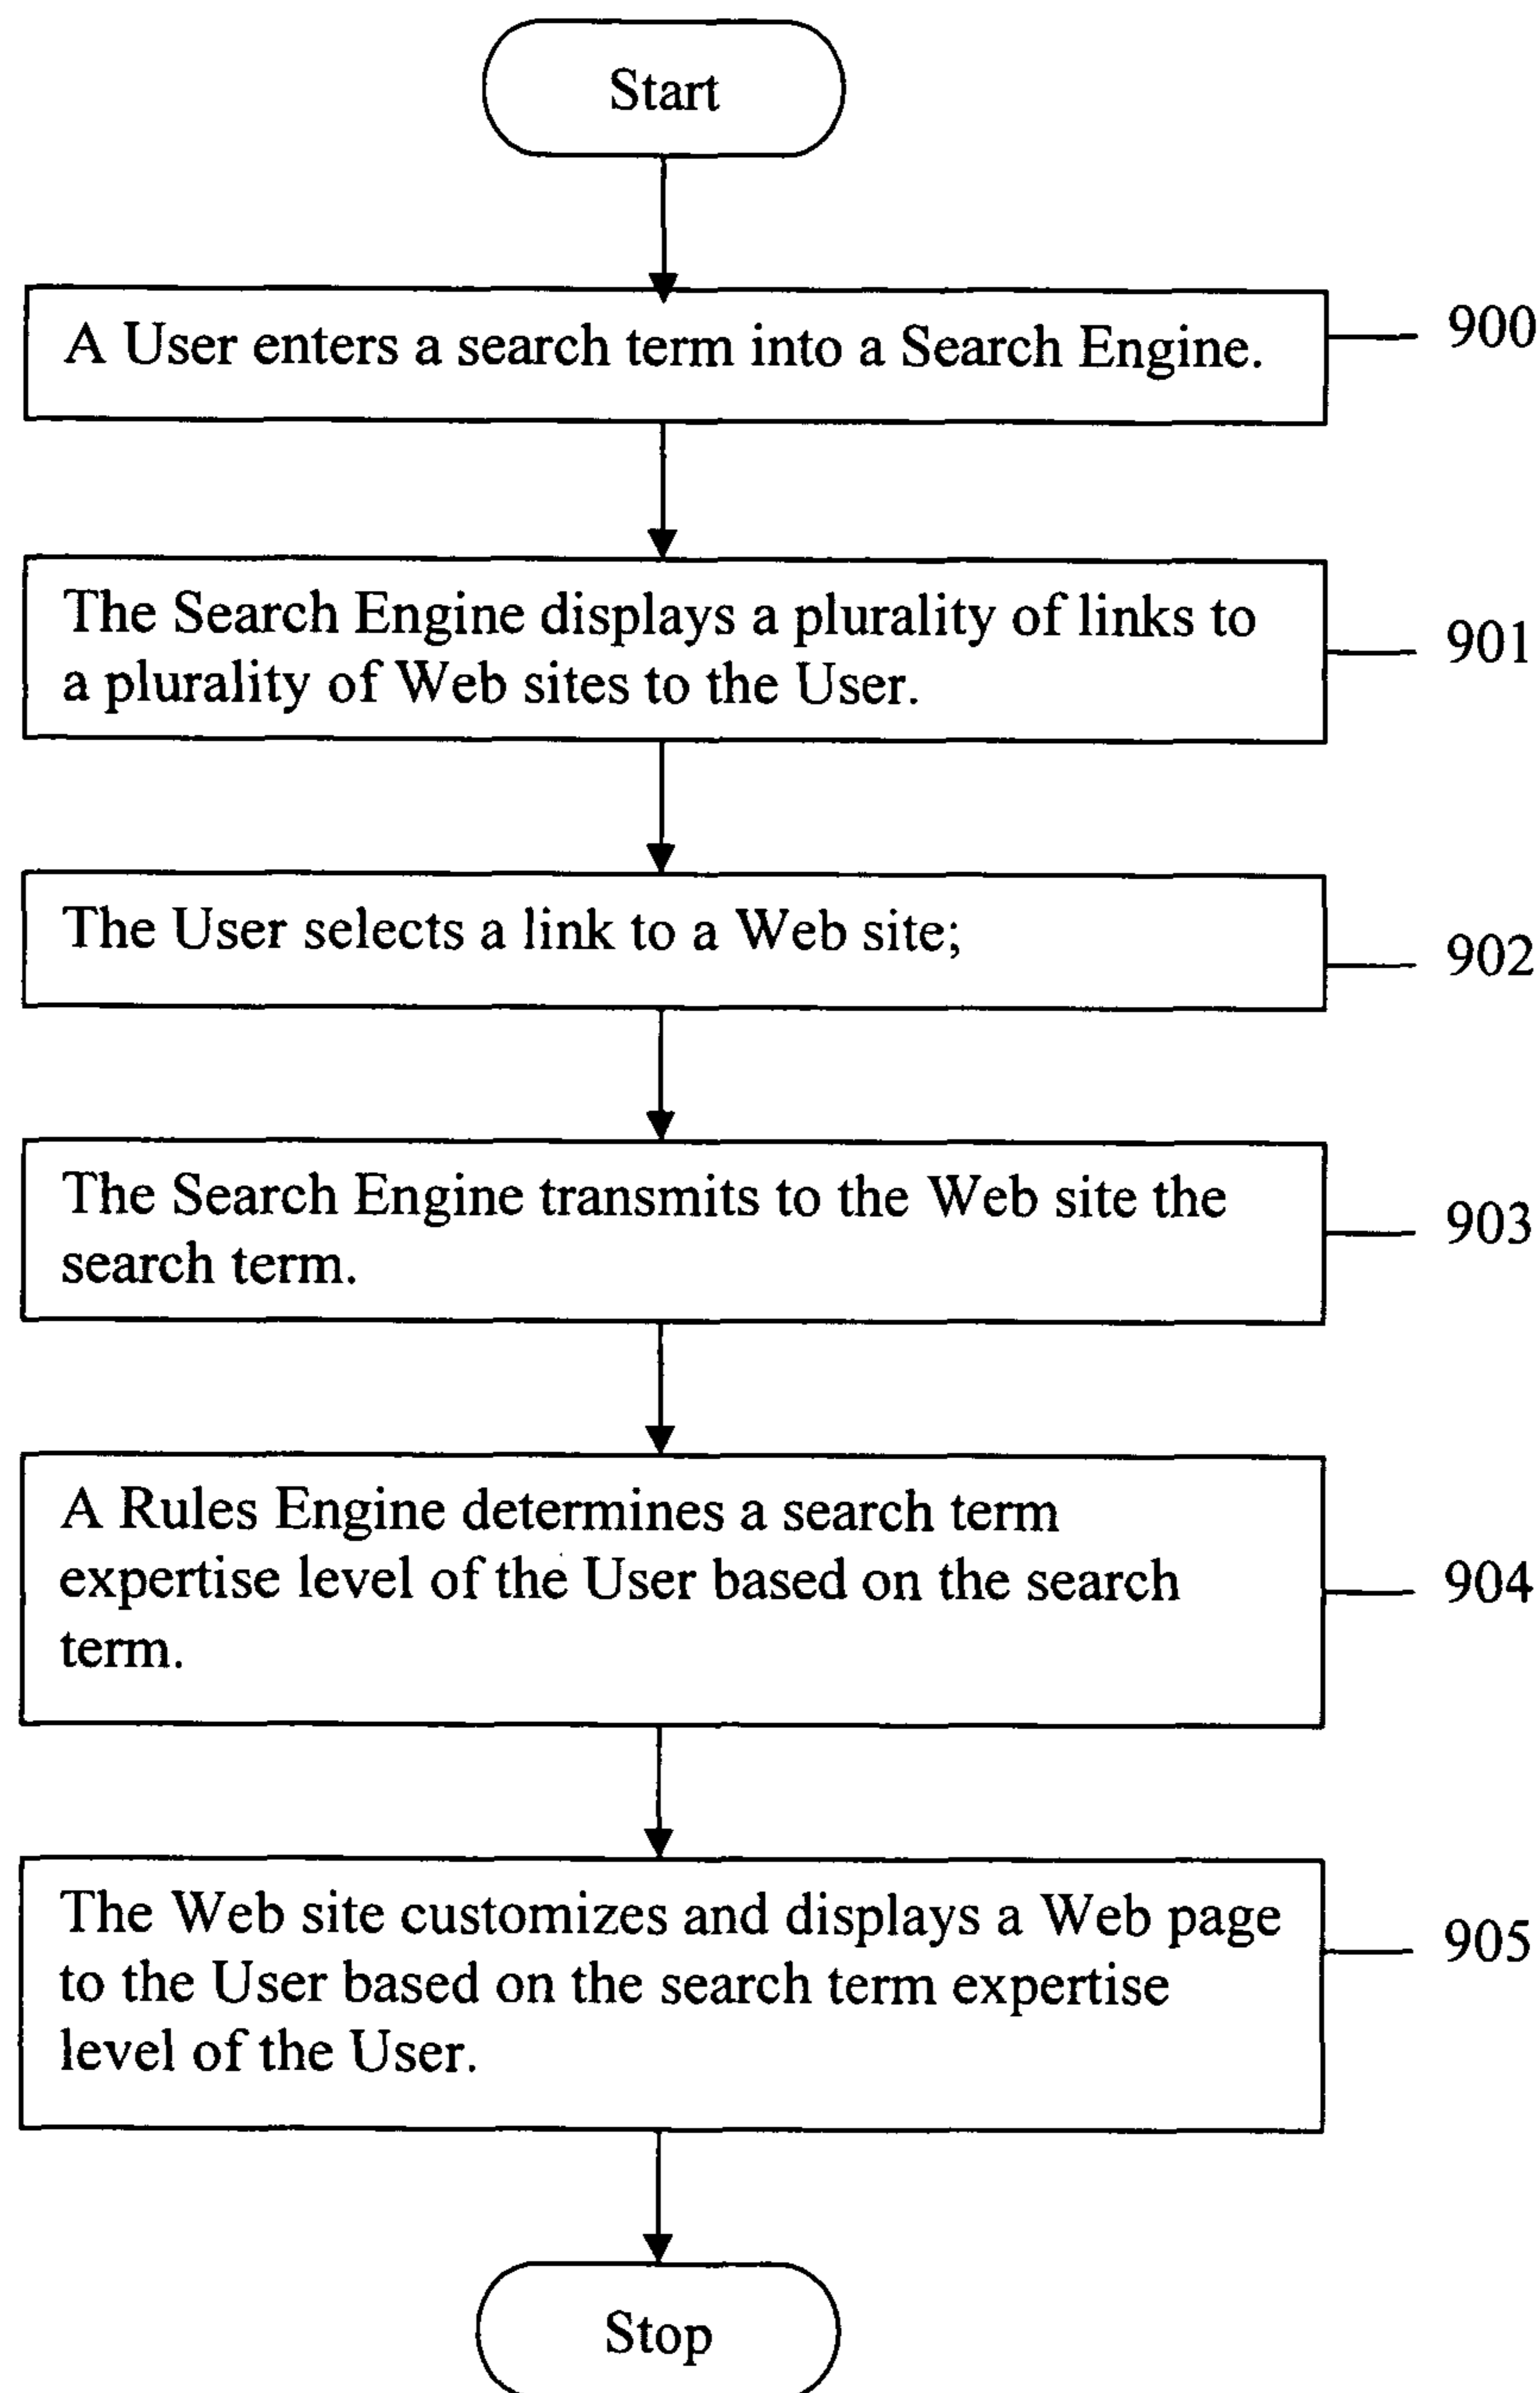 Start
A User enters a search term into a Search Engine.
900
The Search Engine displays a plurality of links to
a plurality of Web sites to the User.
901
The User selects a link to a Web site;
902
The Search Engine transmits to the Web site the
search term.
903
A Rules Engine determines a search term
expertise level of the User based on the search
term.
904
The Web site customizes and displays a Web page
to the User based on the search term expertise
level of the User.
905
Stop